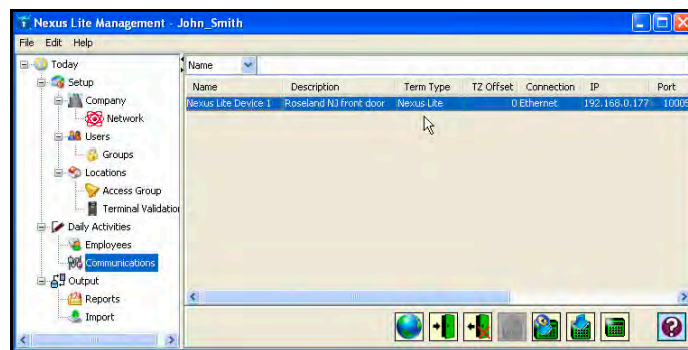 Nexus Lite Management - John_Smith
File Edit Help
Today
Setup
Company
Network
Users
Groups
Locations
Access Group
Terminal Validation
Daily Activities
Employees
Communications
Output
Reports
Import
Name
Name Description Term Type TZ Offset Connection IP Port
Nexus Lite Device 1 Roseland NJ front door Nexus Lite 0 Ethernet 192.168.0.177 10005